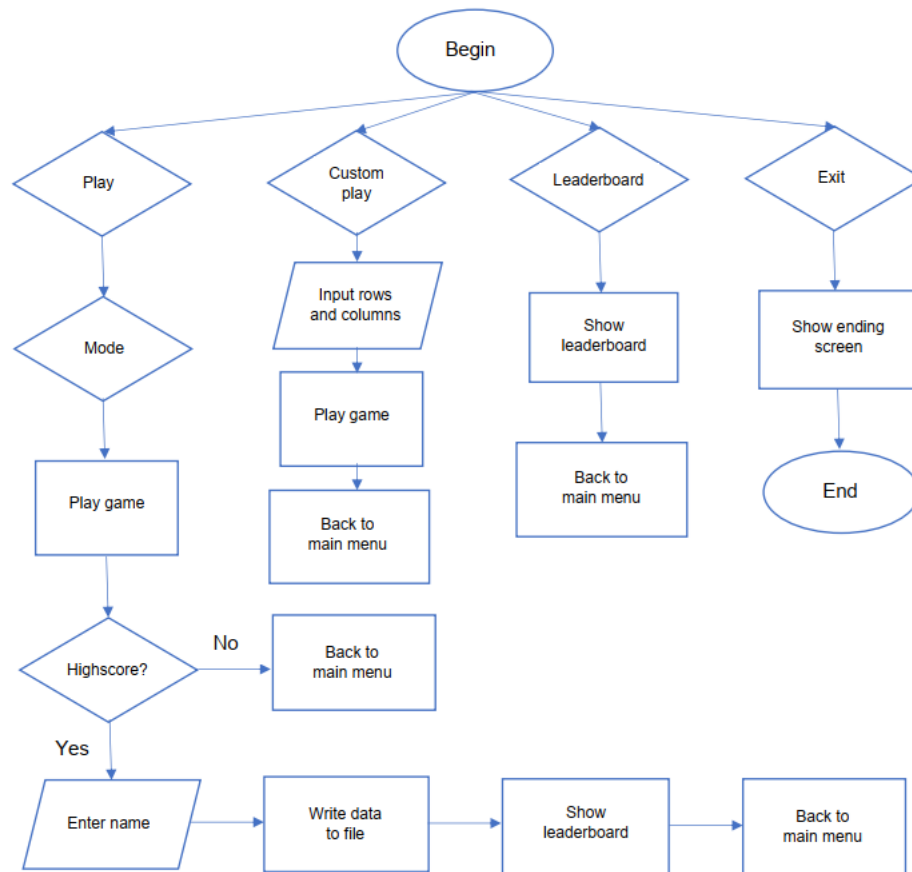 Begin
Play
Custom
play
Leaderboard
Exit
Input rows
and columns
Mode
Show
leaderboard
Show ending
screen
Play game
Play game
Back to
main menu
End
Back to
main menu
Highscore?
No
Back to
main menu
Yes
Enter name
Write data
to file
Show
leaderboard
Back to
main menu